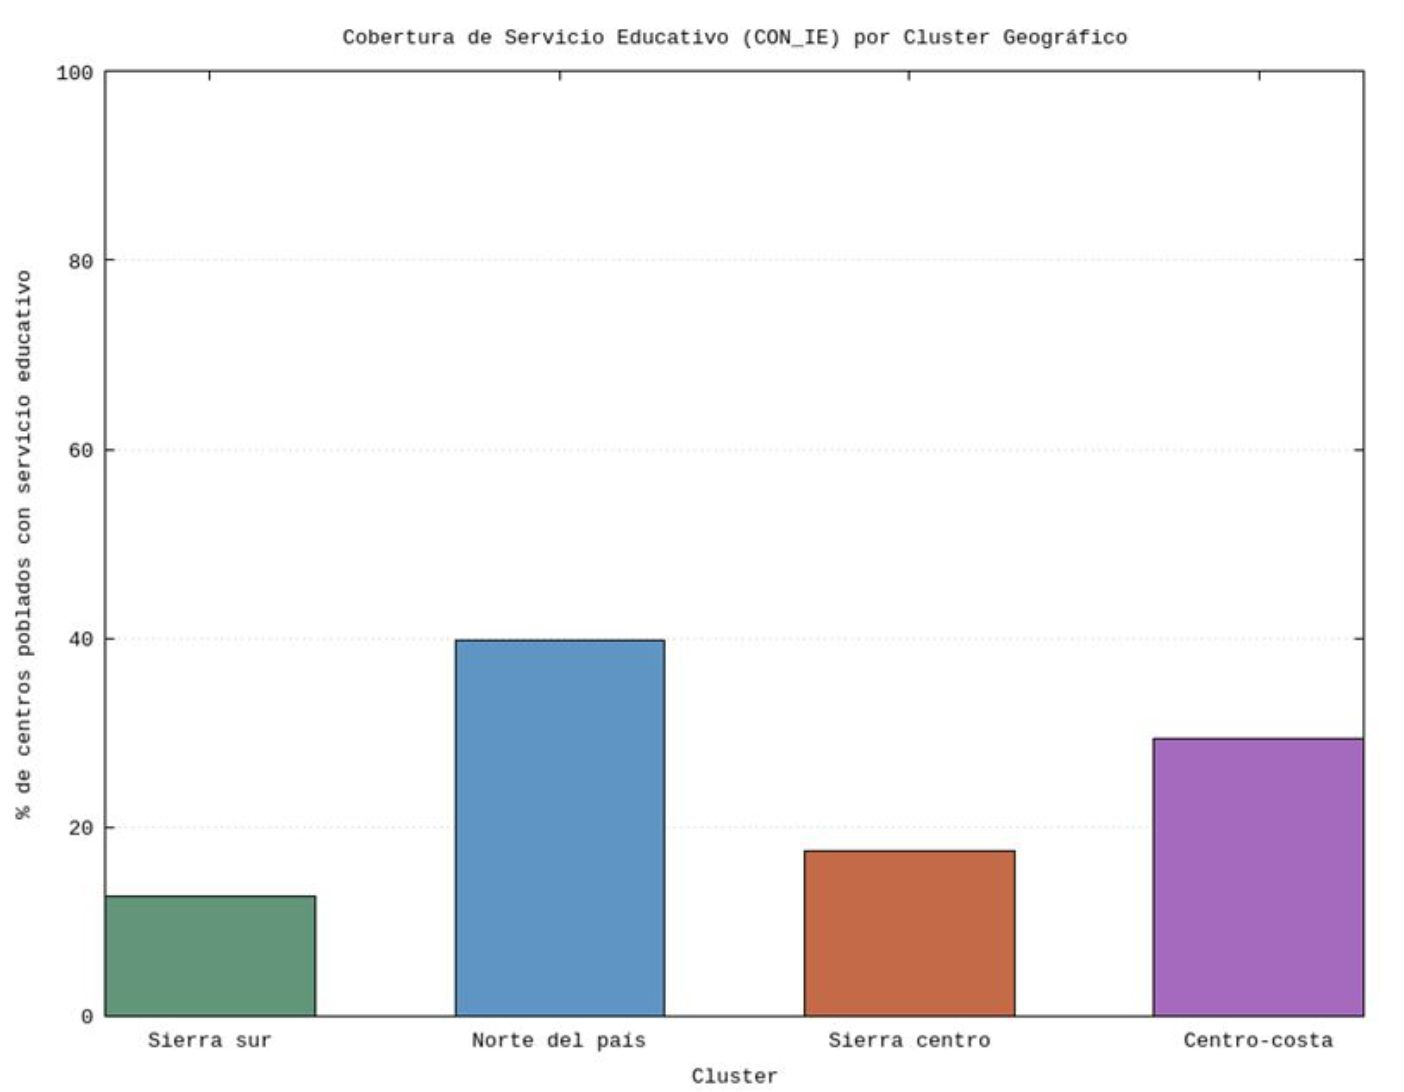 Cobertura de Servicio Educativo (CON_IE) por Cluster Geográfico
% de centros poblados con servicio educativo
100
80
60
40
20
0
Sierra sur
Norte del país
Sierra centro
Centro-costa
Cluster